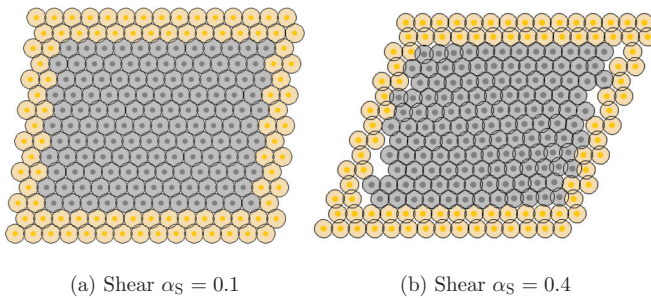 (a) Shear αS = 0.1
(b) Shear αS = 0.4